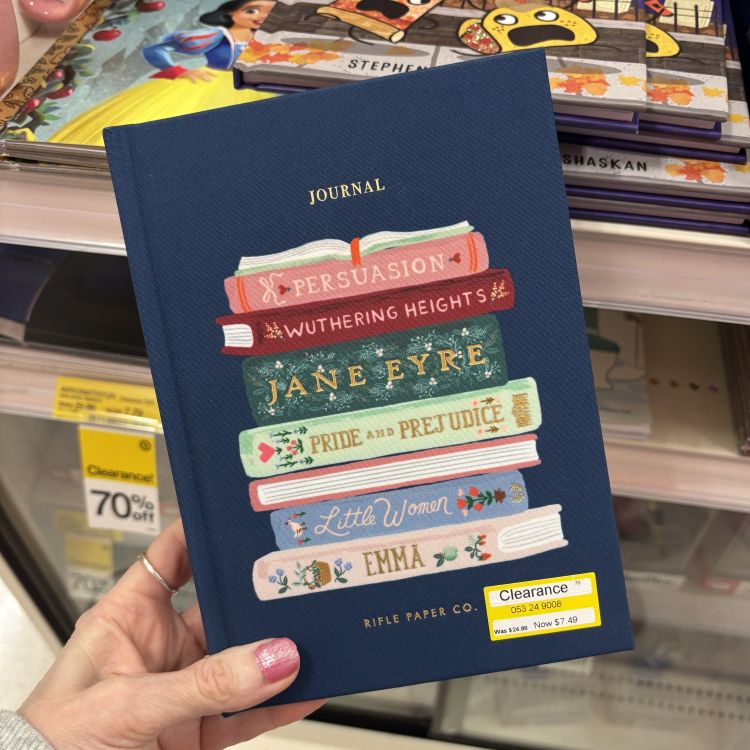 STEPHEN
SHASKAN
JOURNAL
PERSUASION
WUTHERING HEIGHTS
JANE EYRE
PRIDE AND PREJUDICE
Little Women
EMMA
RIFLE PAPER CO.
Clearance 70
053 24 9008
Was $24.99 Now $7.49
Clearance!
70%
off